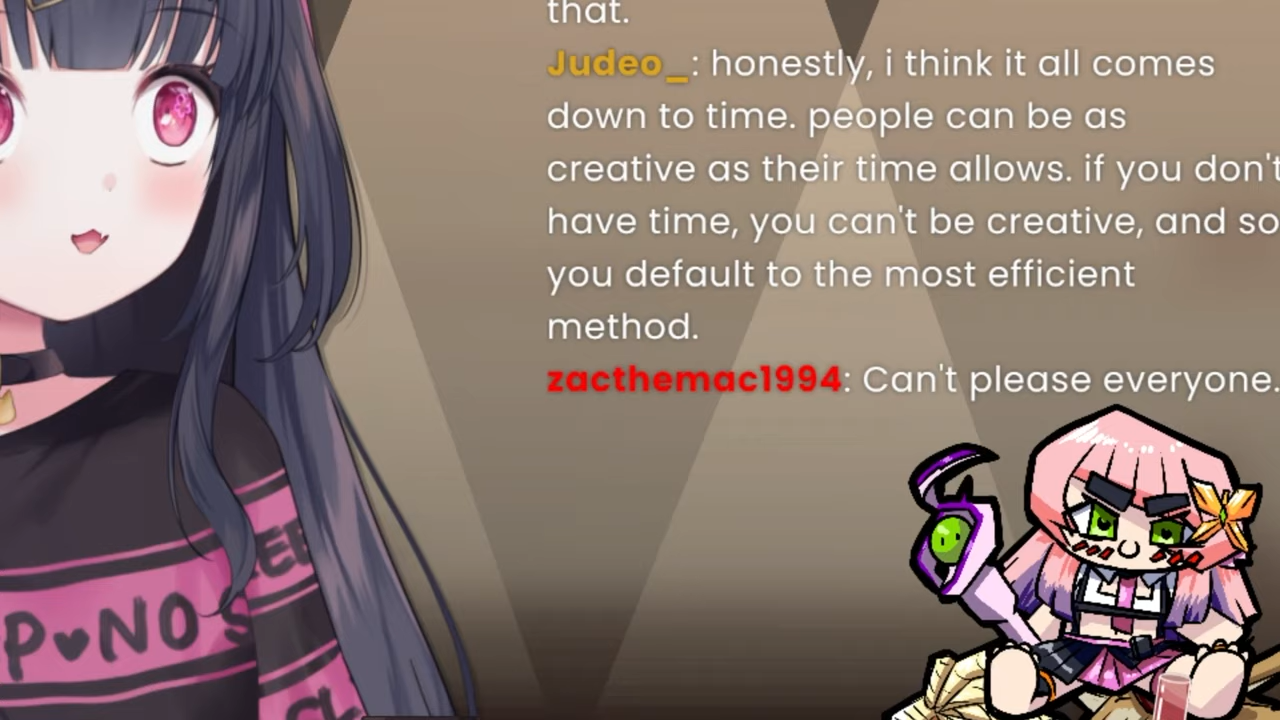 that.
Judeo_: honestly, i think it all comes
down to time. people can be as
creative as their time allows. if you don't
have time, you can't be creative, and so
you default to the most efficient
method.
zacthemac1994: Can't please everyone.
P♥NO S